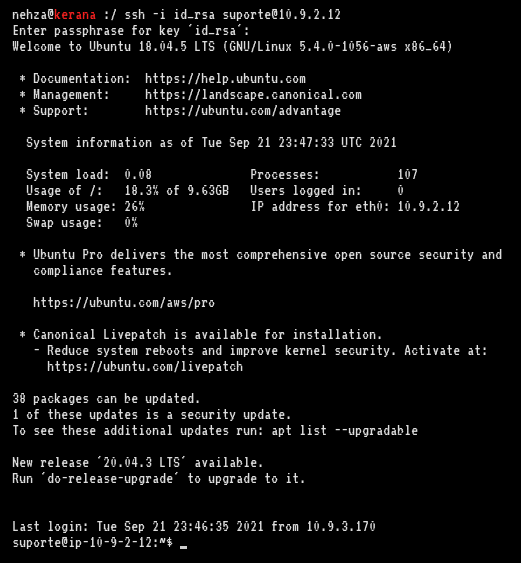 nehza@kerana :/ ssh -i id_rsa suporte@10.9.2.12
Enter passphrase for key ´id_rsa´:
Welcome to Ubuntu 18.04.5 LTS (GNU/Linux 5.4.0-1056-aws x86_64)
* Documentation: https://help.ubuntu.com
* Management: https://landscape.canonical.com
* Support: https://ubuntu.com/advantage
System information as of Tue Sep 21 23:47:33 UTC 2021
System load: 0.08 Processes: 107
Usage of /: 18.3% of 9.63GB Users logged in: 0
Memory usage: 26% IP address for eth0: 10.9.2.12
Swap usage: 0%
* Ubuntu Pro delivers the most comprehensive open source security and
compliance features.
https://ubuntu.com/aws/pro
* Canonical Livepatch is available for installation.
- Reduce system reboots and improve kernel security. Activate at:
https://ubuntu.com/livepatch
38 packages can be updated.
1 of these updates is a security update.
To see these additional updates run: apt list --upgradable
New release ´20.04.3 LTS´ available.
Run ´do-release-upgrade´ to upgrade to it.
Last login: Tue Sep 21 23:46:35 2021 from 10.9.3.170
suporte@ip-10-9-2-12:~$ _